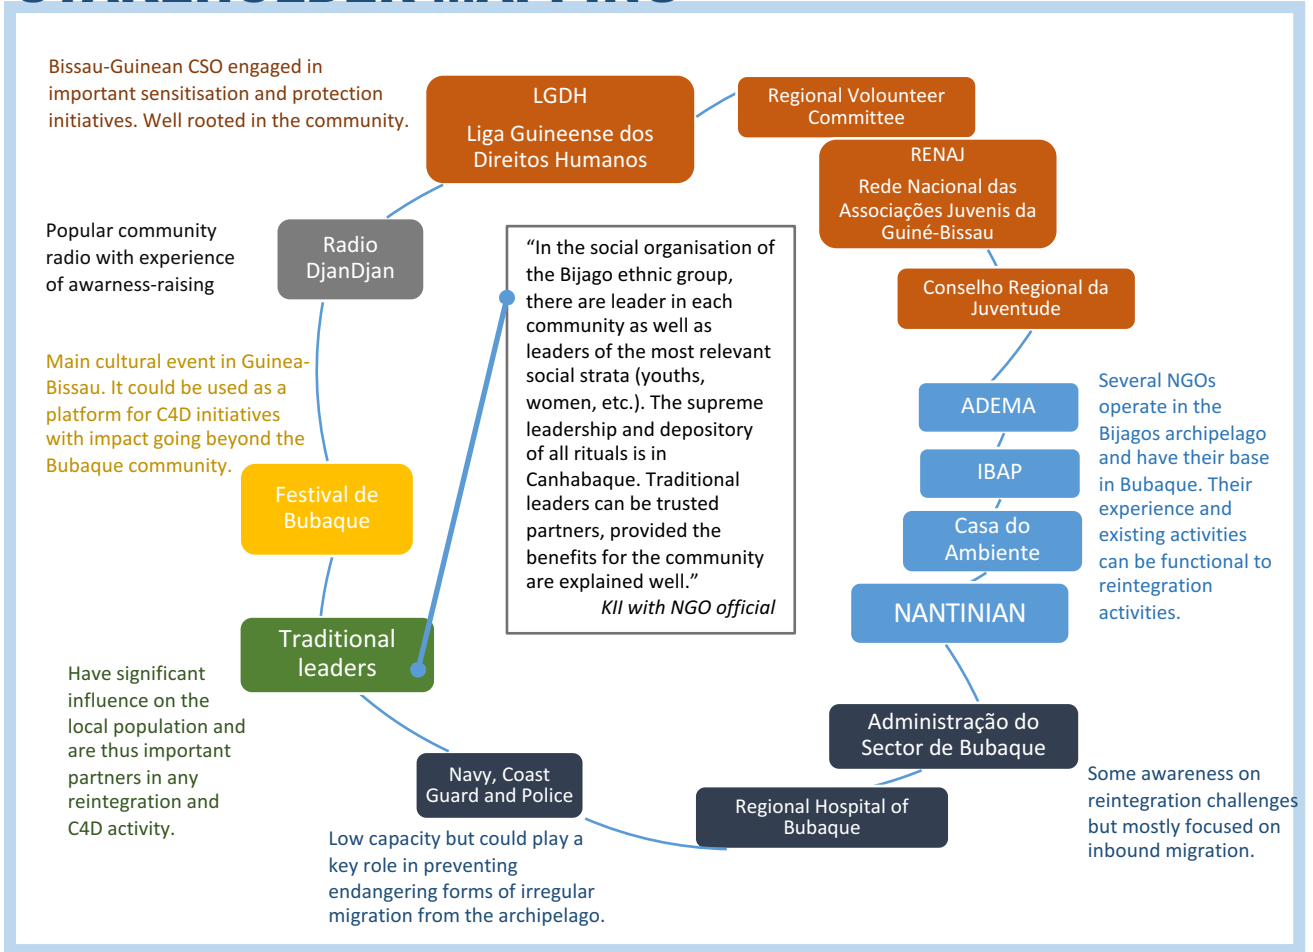 STAKEHOLDER MAPPING
Bissau-Guinean CSO engaged in
important sensitisation and protection
initiatives. Well rooted in the community.
LGDH
Liga Guineense dos
Direitos Humanos
Regional Volounteer
Committee
RENAJ
Rede Nacional das
Associações Juvenis da
Guiné-Bissau
Conselho Regional da
Juventude
Popular community
radio with experience
of awarness-raising
Radio
DjanDjan
“In the social organisation of
the Bijago ethnic group,
there are leader in each
community as well as
leaders of the most relevant
social strata (youths,
women, etc.). The supreme
leadership and depository
of all rituals is in
Canhabaque. Traditional
leaders can be trusted
partners, provided the
benefits for the community
are explained well.”
KII with NGO official
Main cultural event in Guinea-
Bissau. It could be used as a
platform for C4D initiatives
with impact going beyond the
Bubaque community.
Festival de
Bubaque
ADEMA
IBAP
Casa do
Ambiente
NANTINIAN
Several NGOs
operate in the
Bijagos archipelago
and have their base
in Bubaque. Their
experience and
existing activities
can be functional to
reintegration
activities.
Traditional
leaders
Have significant
influence on the
local population and
are thus important
partners in any
reintegration and
C4D activity.
Navy, Coast
Guard and Police
Low capacity but could play a
key role in preventing
endangering forms of irregular
migration from the archipelago.
Regional Hospital of
Bubaque
Administração do
Sector de Bubaque
Some awareness on
reintegration challenges
but mostly focused on
inbound migration.